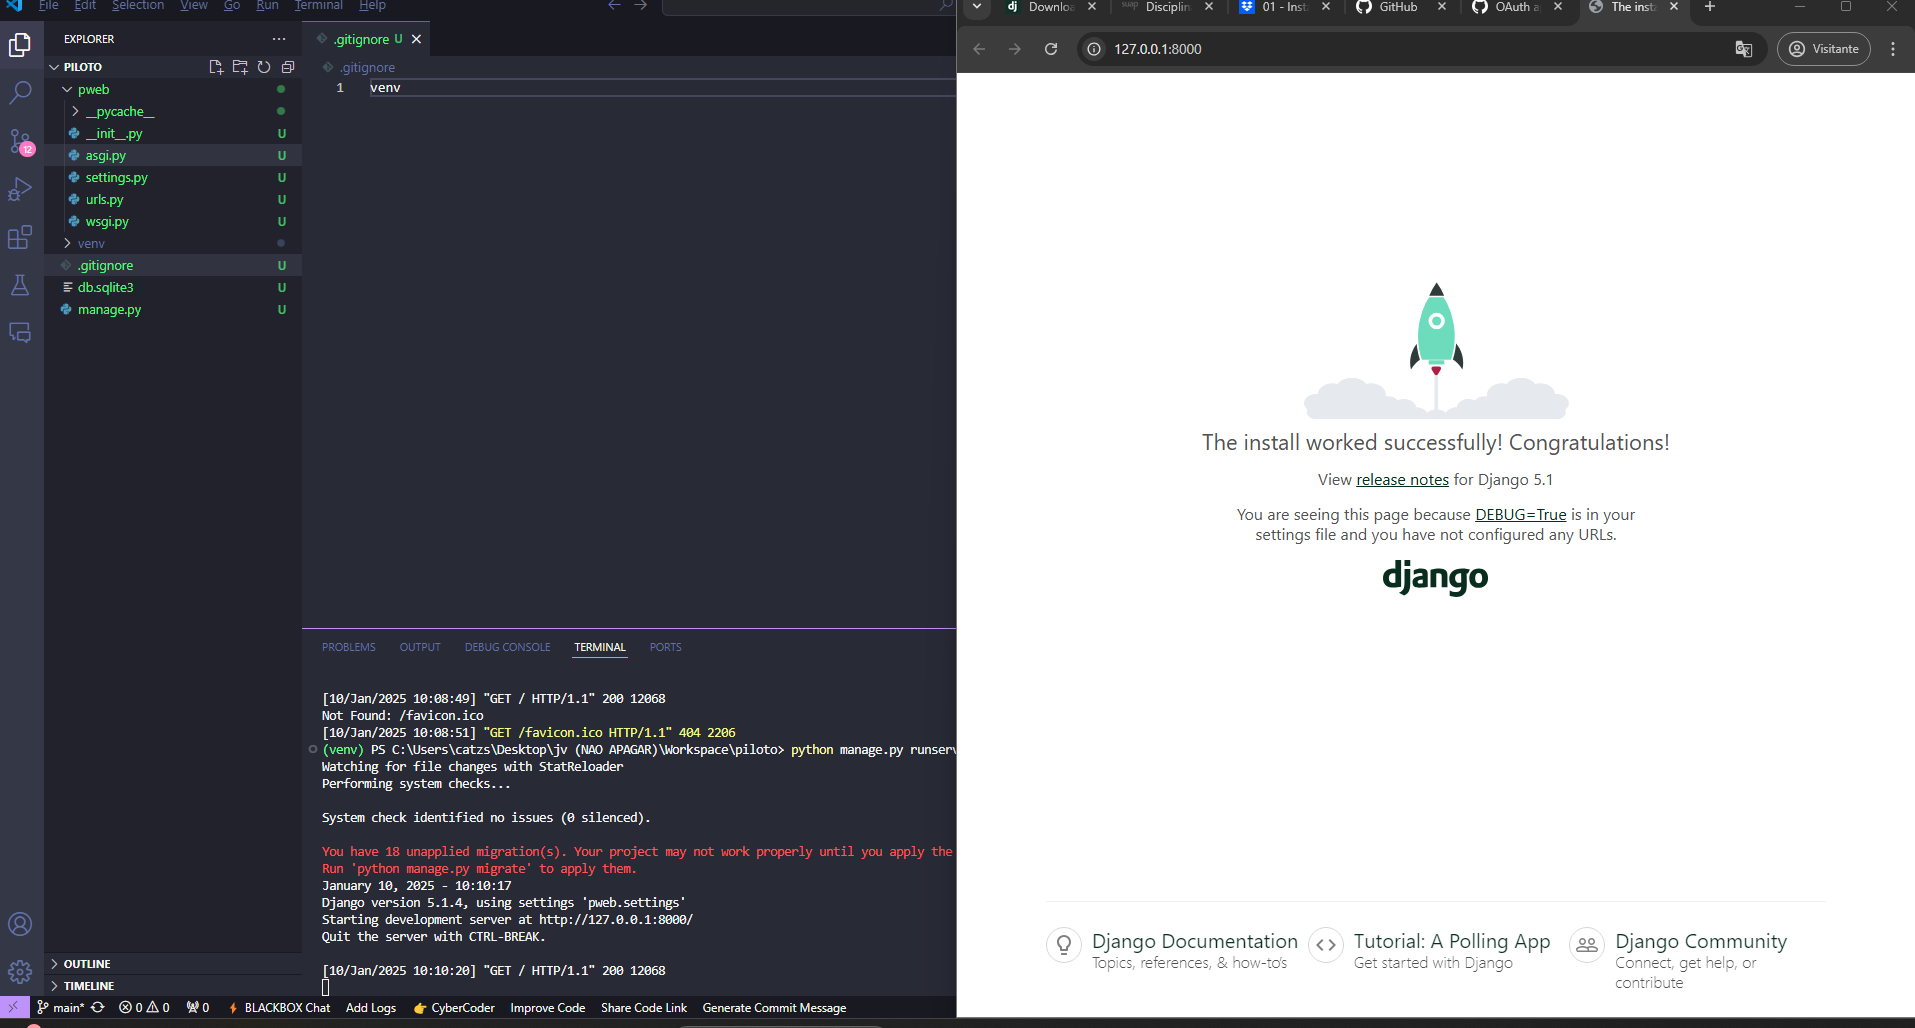 File Edit Selection View Go Run Terminal Help
EXPLORER
PILOTO
pweb
__pycache__
__init__.py U
asgi.py U
settings.py U
urls.py U
wsgi.py U
venv
.gitignore U
db.sqlite3 U
manage.py U
OUTLINE
TIMELINE
12
.gitignore U
.gitignore
1 venv
PROBLEMS OUTPUT DEBUG CONSOLE TERMINAL PORTS
[10/Jan/2025 10:08:49] "GET / HTTP/1.1" 200 12068
Not Found: /favicon.ico
[10/Jan/2025 10:08:51] "GET /favicon.ico HTTP/1.1" 404 2206
(venv) PS C:\Users\catzs\Desktop\jv (NAO APAGAR)\Workspace\piloto> python manage.py runserv
Watching for file changes with StatReloader
Performing system checks...
System check identified no issues (0 silenced).
You have 18 unapplied migration(s). Your project may not work properly until you apply the
Run 'python manage.py migrate' to apply them.
January 10, 2025 - 10:10:17
Django version 5.1.4, using settings 'pweb.settings'
Starting development server at http://127.0.0.1:8000/
Quit the server with CTRL-BREAK.
[10/Jan/2025 10:10:20] "GET / HTTP/1.1" 200 12068
main* 0 0 0 BLACKBOX Chat Add Logs CyberCoder Improve Code Share Code Link Generate Commit Message
dj Downloa suap Disciplin 01 - Inst GitHub OAuth a The insta
127.0.0.1:8000
Visitante
The install worked successfully! Congratulations!
View release notes for Django 5.1
You are seeing this page because DEBUG=True is in your
settings file and you have not configured any URLs.
django
Django Documentation
Topics, references, & how-to's
Tutorial: A Polling App
Get started with Django
Django Community
Connect, get help, or
contribute